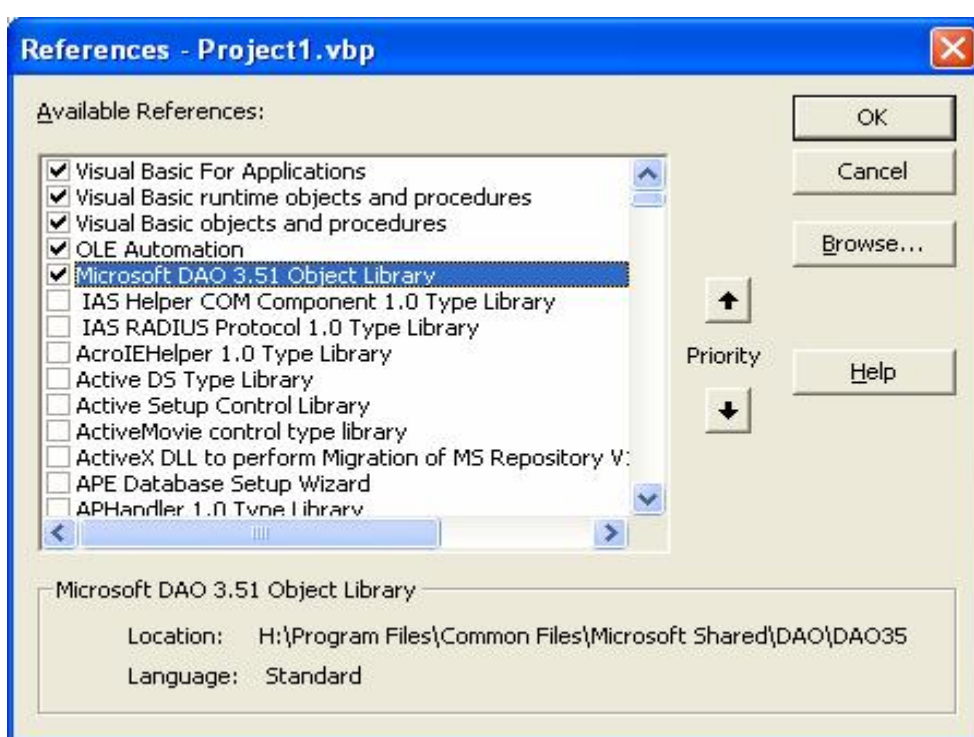 References - Project1.vbp
Available References:
OK
Cancel
Browse...
Priority
Help
Visual Basic For Applications
Visual Basic runtime objects and procedures
Visual Basic objects and procedures
OLE Automation
Microsoft DAO 3.51 Object Library
IAS Helper COM Component 1.0 Type Library
IAS RADIUS Protocol 1.0 Type Library
AcroIEHelper 1.0 Type Library
Active DS Type Library
Active Setup Control Library
ActiveMovie control type library
ActiveX DLL to perform Migration of MS Repository V
APE Database Setup Wizard
APHandler 1.0 Type Library
Microsoft DAO 3.51 Object Library
Location: H:\Program Files\Common Files\Microsoft Shared\DAO\DAO35
Language: Standard